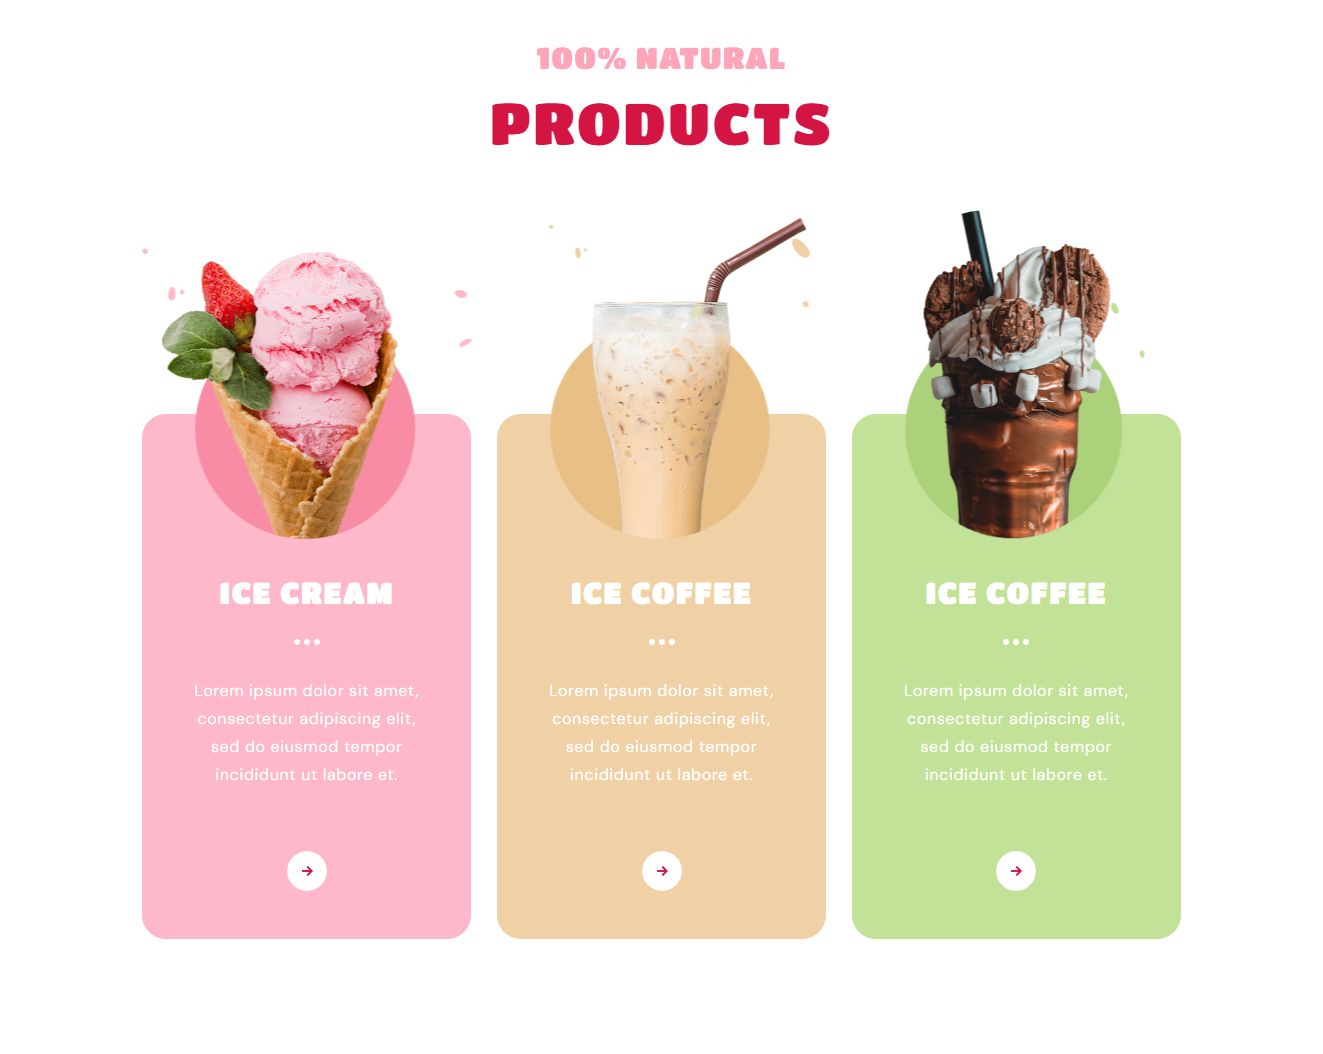 100% NATURAL
PRODUCTS
ICE CREAM
Lorem ipsum dolor sit amet,
consectetur adipiscing elit,
sed do eiusmod tempor
incididunt ut labore et.
ICE COFFEE
Lorem ipsum dolor sit amet,
consectetur adipiscing elit,
sed do eiusmod tempor
incididunt ut labore et.
ICE COFFEE
Lorem ipsum dolor sit amet,
consectetur adipiscing elit,
sed do eiusmod tempor
incididunt ut labore et.